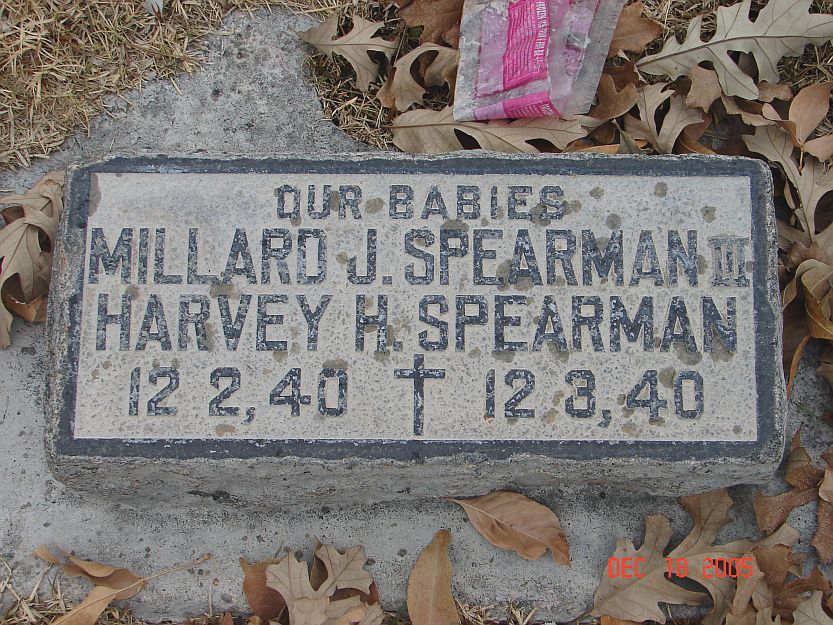 OUR BABIES
MILLARD J. SPEARMAN III
HARVEY H. SPEARMAN
12 2, 40 12 3, 40
DEC 18 2005